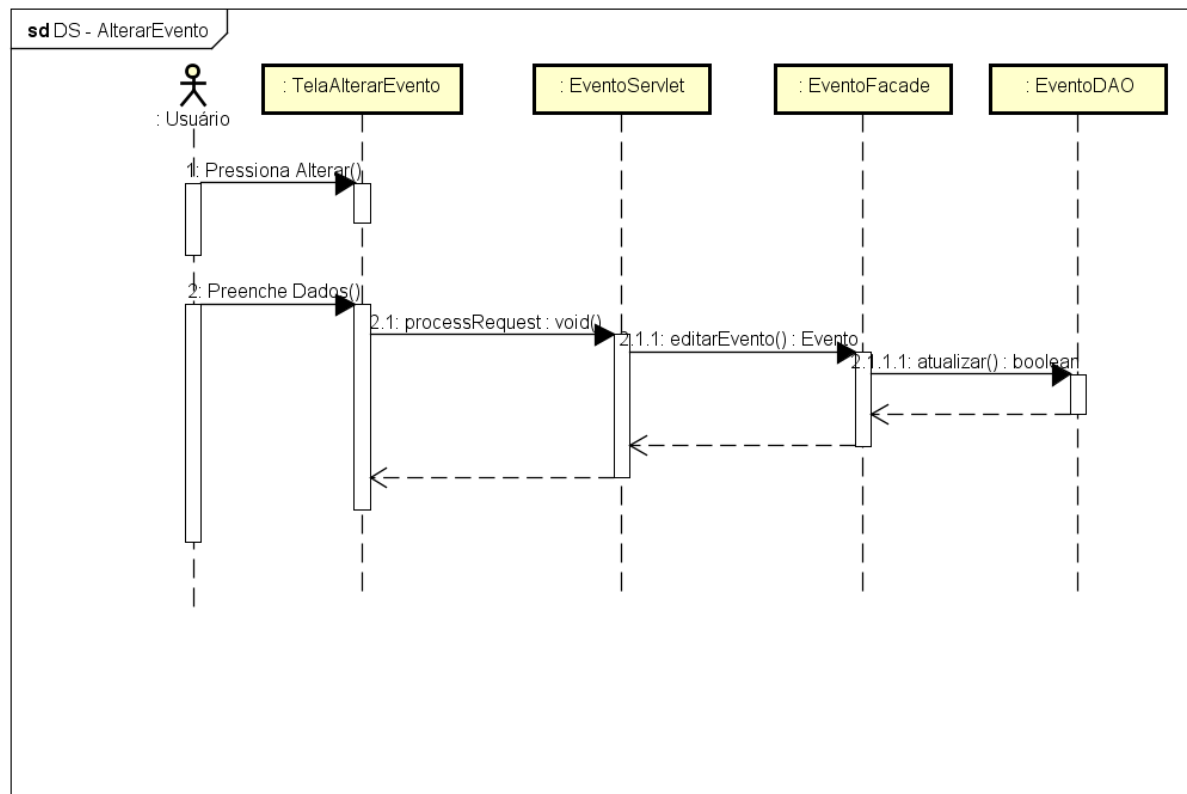 sd DS - AlterarEvento
: Usuário
: TelaAlterarEvento
: EventoServlet
: EventoFacade
: EventoDAO
1: Pressiona Alterar()
2: Preenche Dados()
2.1: processRequest : void()
2.1.1: editarEvento() : Evento
2.1.1.1: atualizar() : boolean